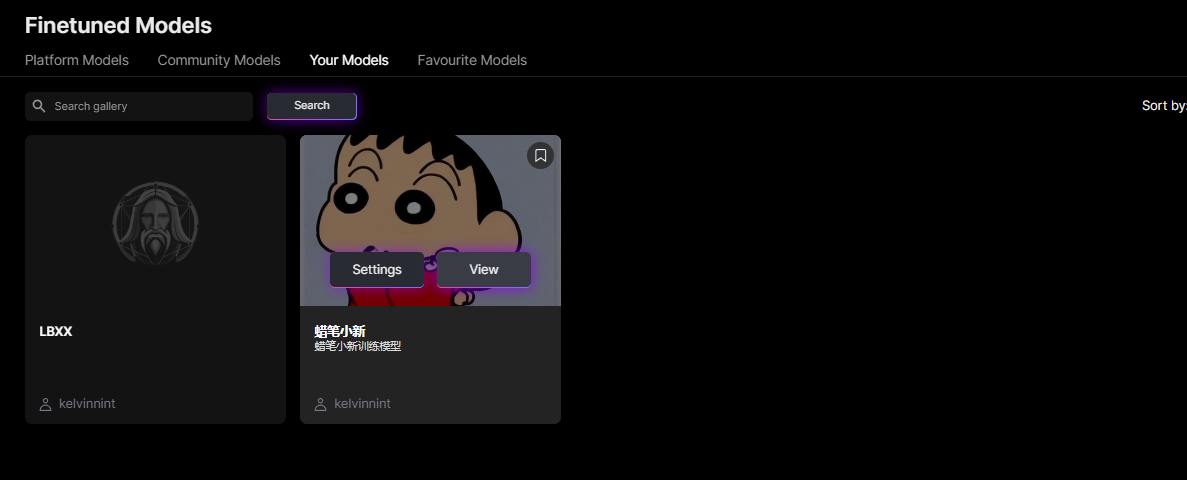 Finetuned Models
Platform Models Community Models Your Models Favourite Models
Search gallery Search Sort by:
Settings View
LBXX
蜡笔小新
蜡笔小新训练模型
kelvinnint kelvinnint